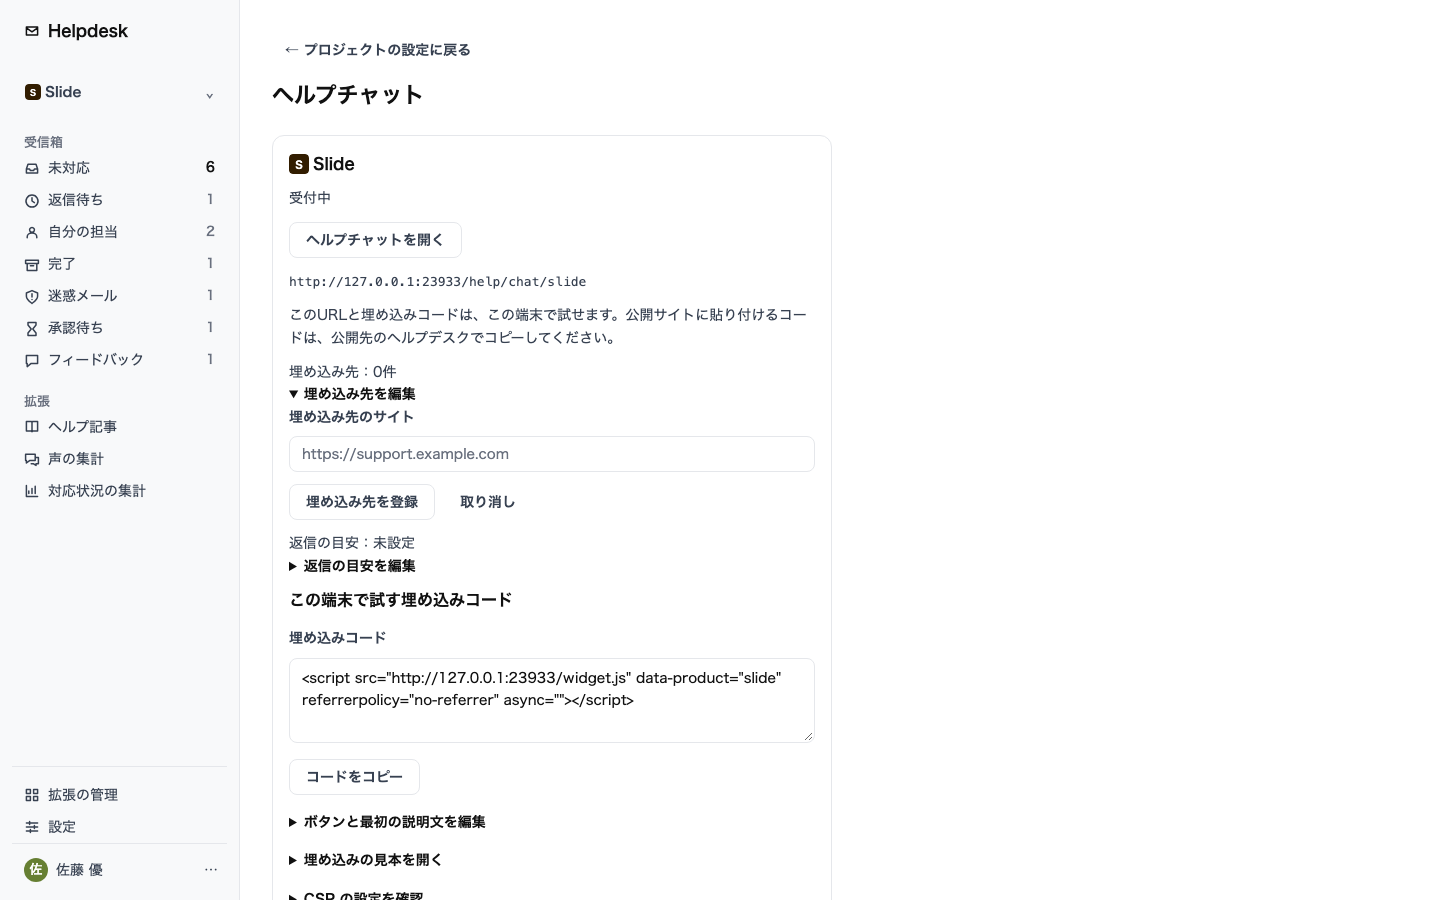 Helpdesk
S Slide
受信箱
未対応 6
返信待ち 1
自分の担当 2
完了 1
迷惑メール 1
承認待ち 1
フィードバック 1
拡張
ヘルプ記事
声の集計
対応状況の集計
拡張の管理
設定
佐 佐藤 優 …
← プロジェクトの設定に戻る
ヘルプチャット
S Slide
受付中
ヘルプチャットを開く
http://127.0.0.1:23933/help/chat/slide
このURLと埋め込みコードは、この端末で試せます。公開サイトに貼り付けるコー
ドは、公開先のヘルプデスクでコピーしてください。
埋め込み先：0件
▼ 埋め込み先を編集
埋め込み先のサイト
https://support.example.com
埋め込み先を登録 取り消し
返信の目安：未設定
▶ 返信の目安を編集
この端末で試す埋め込みコード
埋め込みコード
<script src="http://127.0.0.1:23933/widget.js" data-product="slide"
referrerpolicy="no-referrer" async=""></script>
コードをコピー
▶ ボタンと最初の説明文を編集
▶ 埋め込みの見本を開く
▶ CSP の設定を確認